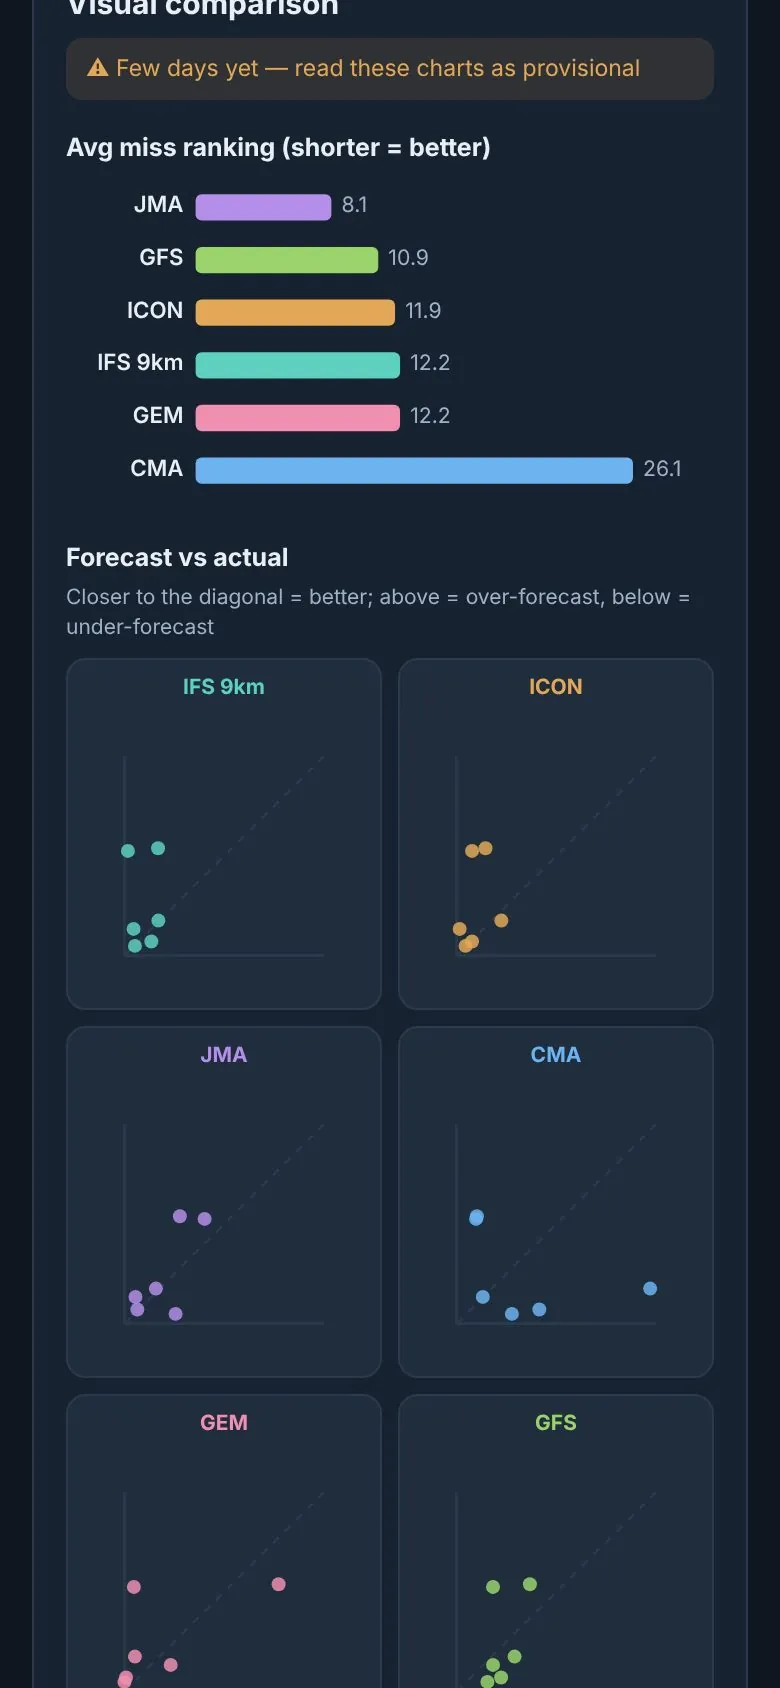 Visual comparison
⚠ Few days yet — read these charts as provisional
Avg miss ranking (shorter = better)
JMA 8.1
GFS 10.9
ICON 11.9
IFS 9km 12.2
GEM 12.2
CMA 26.1
Forecast vs actual
Closer to the diagonal = better; above = over-forecast, below =
under-forecast
IFS 9km
ICON
JMA
CMA
GEM
GFS